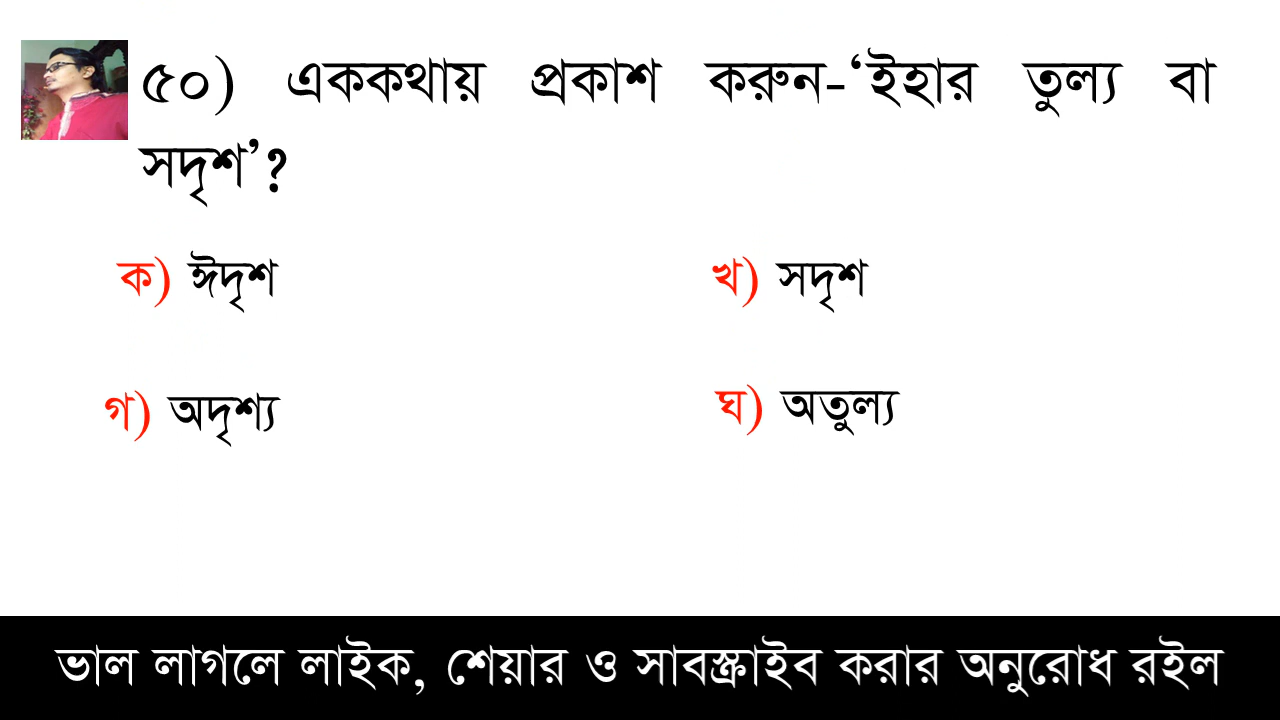 ৫০) এককথায় প্রকাশ করুন-‘ইহার তুল্য বা
সদৃশ’?
ক) ঈদৃশ
খ) সদৃশ
গ) অদৃশ্য
ঘ) অতুল্য
ভাল লাগলে লাইক, শেয়ার ও সাবস্ক্রাইব করার অনুরোধ রইল